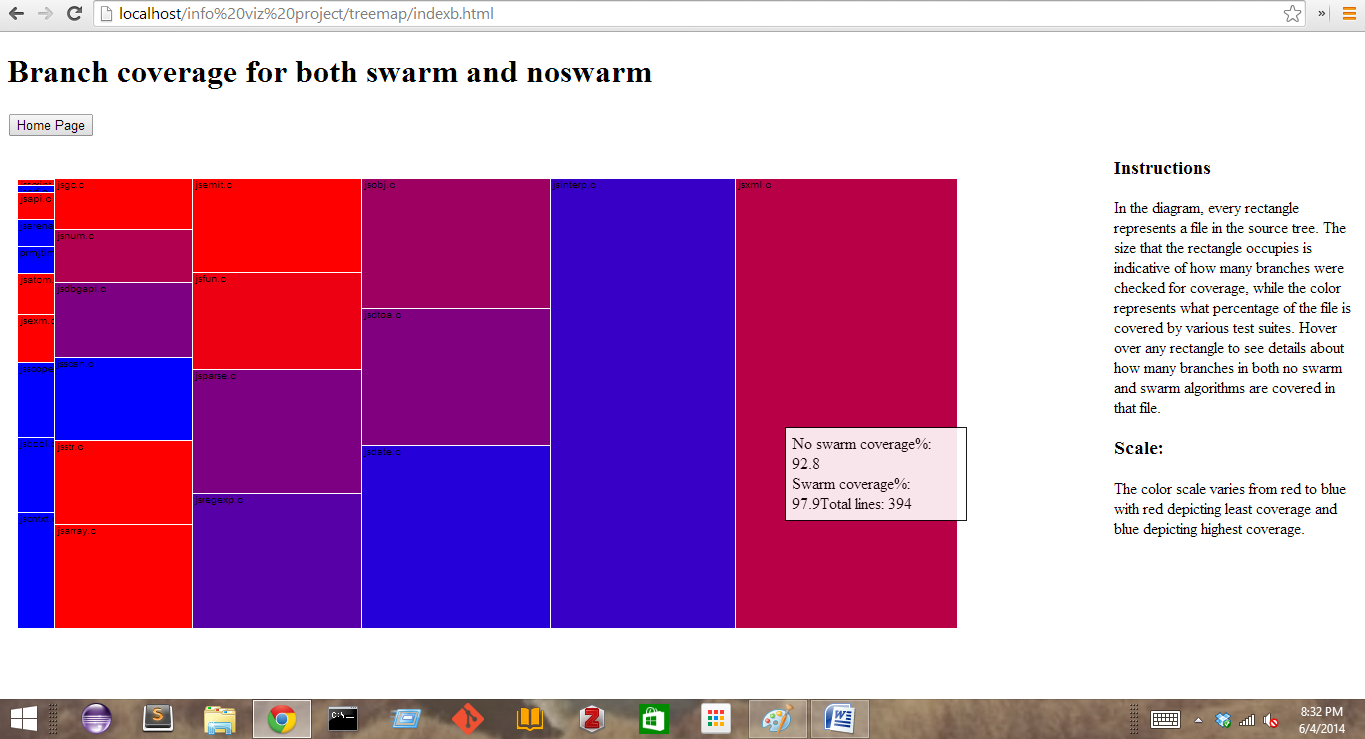 localhost/info%20viz%20project/treemap/indexb.html
»
Branch coverage for both swarm and noswarm
Home Page
jsapi.c
jsarena
jsatom.
jsexm.c
jsgc.c
jsnum.c
jsobgapi.c
jsscan.c
jsstr.c
jsarray.c
jsemit.c
jsfun.c
jsparse.c
jsregexp.c
jsobj.c
jsdtoa.c
jsdate.c
jsinterp.c
jsxml.c
No swarm coverage%:
92.8
Swarm coverage%:
97.9Total lines: 394
Instructions
In the diagram, every rectangle
represents a file in the source tree. The
size that the rectangle occupies is
indicative of how many branches were
checked for coverage, while the color
represents what percentage of the file is
covered by various test suites. Hover
over any rectangle to see details about
how many branches in both no swarm
and swarm algorithms are covered in
that file.
Scale:
The color scale varies from red to blue
with red depicting least coverage and
blue depicting highest coverage.
8:32 PM
6/4/2014